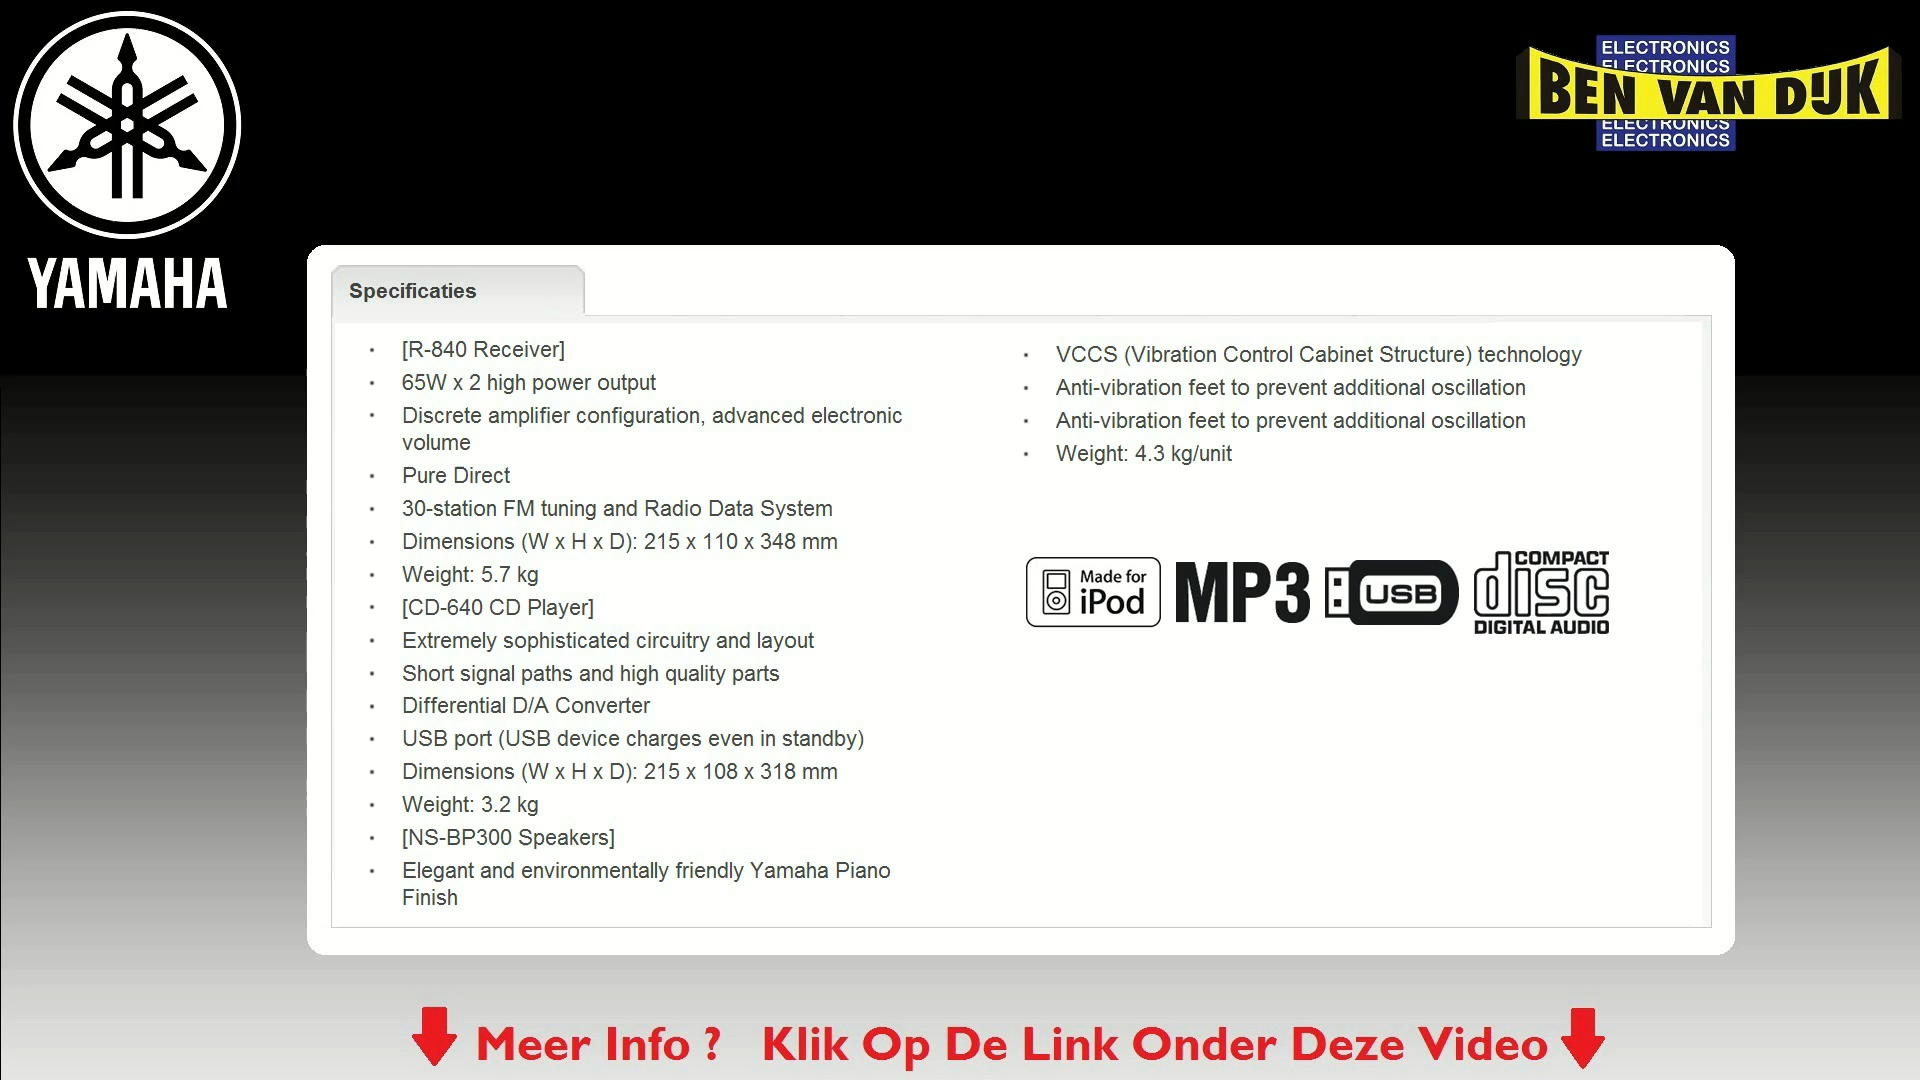 YAMAHA
ELECTRONICS
ELECTRONICS
BEN VAN DIJK
ELECTRONICS
ELECTRONICS
Specificaties
· [R-840 Receiver]
· 65W x 2 high power output
· Discrete amplifier configuration, advanced electronic
volume
· Pure Direct
· 30-station FM tuning and Radio Data System
· Dimensions (W x H x D): 215 x 110 x 348 mm
· Weight: 5.7 kg
· [CD-640 CD Player]
· Extremely sophisticated circuitry and layout
· Short signal paths and high quality parts
· Differential D/A Converter
· USB port (USB device charges even in standby)
· Dimensions (W x H x D): 215 x 108 x 318 mm
· Weight: 3.2 kg
· [NS-BP300 Speakers]
· Elegant and environmentally friendly Yamaha Piano
Finish
· VCCS (Vibration Control Cabinet Structure) technology
· Anti-vibration feet to prevent additional oscillation
· Anti-vibration feet to prevent additional oscillation
· Weight: 4.3 kg/unit
Made for
iPod
MP3
USB
COMPACT
disc
DIGITAL AUDIO
Meer Info ? Klik Op De Link Onder Deze Video